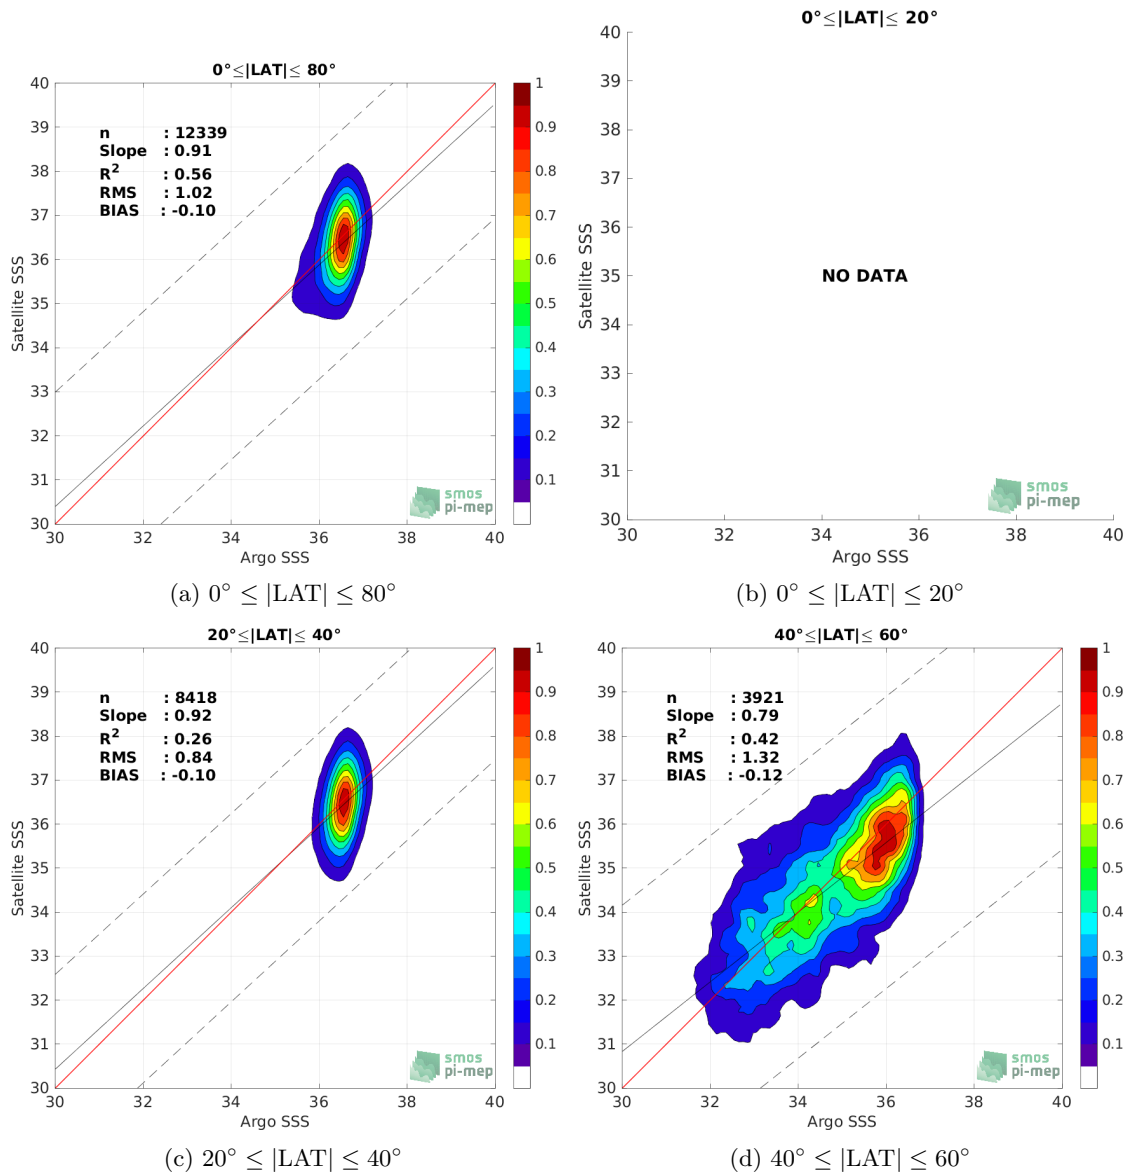 0°≤|LAT|≤ 80°
40
39
38
37
36
35
34
33
32
31
30
Satellite SSS
n : 12339
Slope : 0.91
R² : 0.56
RMS : 1.02
BIAS : -0.10
smos
pi-mep
30 32 34 36 38 40
Argo SSS
1
0.9
0.8
0.7
0.6
0.5
0.4
0.3
0.2
0.1
(a) 0° ≤ |LAT| ≤ 80°
0°≤|LAT|≤ 20°
40
39
38
37
36
35
34
33
32
31
30
Satellite SSS
NO DATA
smos
pi-mep
30 32 34 36 38 40
Argo SSS
(b) 0° ≤ |LAT| ≤ 20°
20°≤|LAT|≤ 40°
40
39
38
37
36
35
34
33
32
31
30
Satellite SSS
n : 8418
Slope : 0.92
R² : 0.26
RMS : 0.84
BIAS : -0.10
smos
pi-mep
30 32 34 36 38 40
Argo SSS
1
0.9
0.8
0.7
0.6
0.5
0.4
0.3
0.2
0.1
(c) 20° ≤ |LAT| ≤ 40°
40°≤|LAT|≤ 60°
40
39
38
37
36
35
34
33
32
31
30
Satellite SSS
n : 3921
Slope : 0.79
R² : 0.42
RMS : 1.32
BIAS : -0.12
smos
pi-mep
30 32 34 36 38 40
Argo SSS
1
0.9
0.8
0.7
0.6
0.5
0.4
0.3
0.2
0.1
(d) 40° ≤ |LAT| ≤ 60°